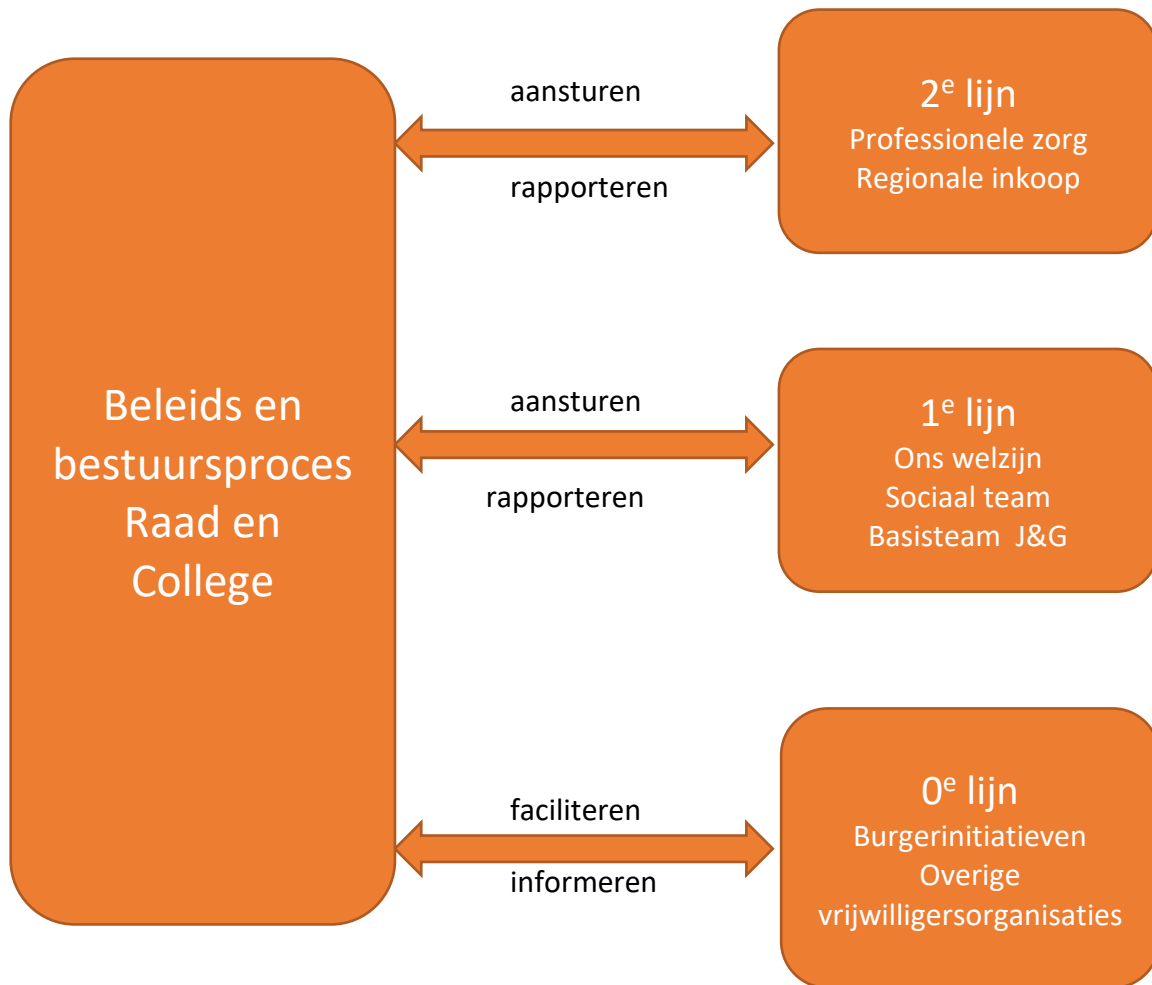 Beleids en
bestuursproces
Raad en
College
aansturen
rapporteren
2e lijn
Professionele zorg
Regionale inkoop
aansturen
rapporteren
1e lijn
Ons welzijn
Sociaal team
Basisteam J&G
faciliteren
informeren
0e lijn
Burgerinitiatieven
Overige
vrijwilligersorganisaties